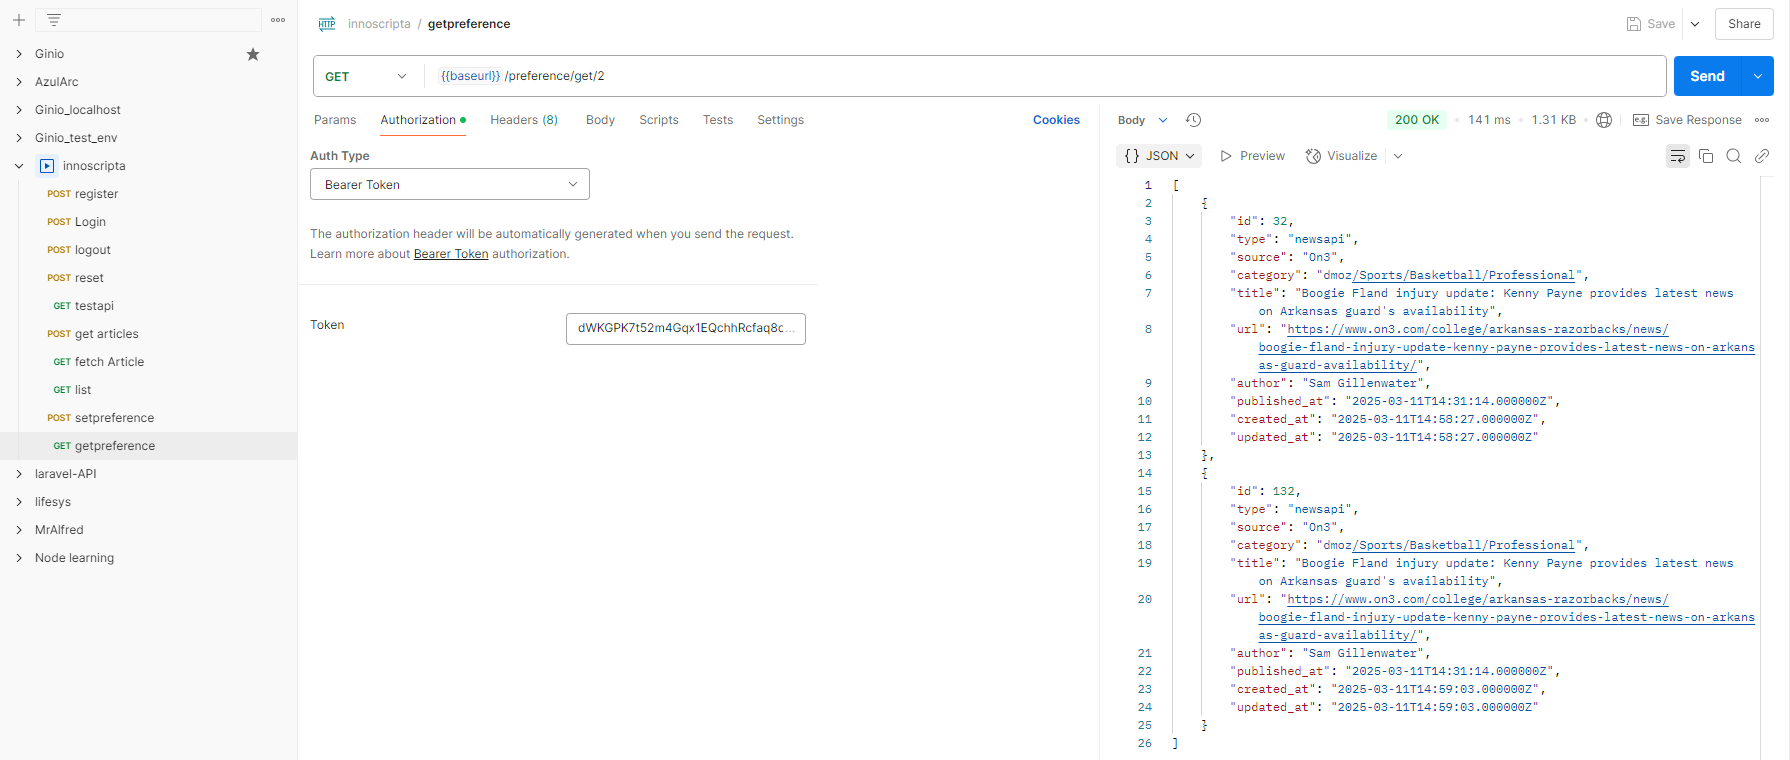 Ginio
AzulArc
Ginio_localhost
Ginio_test_env
innoscripta
POST register
POST Login
POST logout
POST reset
GET testapi
POST get articles
GET fetch Article
GET list
POST setpreference
GET getpreference
laravel-API
lifesys
MrAlfred
Node learning
HTTP innoscripta / getpreference
Save
Share
GET {{baseurl}} /preference/get/2
Send
Params Authorization Headers (8) Body Scripts Tests Settings Cookies
Auth Type
Bearer Token
The authorization header will be automatically generated when you send the request.
Learn more about Bearer Token authorization.
Token dWKGPK7t52m4Gqx1EQchhRcfaq8c...
Body 200 OK 141 ms 1.31 KB e.g. Save Response
{} JSON Preview Visualize
1 [
2 {
3 "id": 32,
4 "type": "newsapi",
5 "source": "On3",
6 "category": "dmoz/Sports/Basketball/Professional",
7 "title": "Boogie Fland injury update: Kenny Payne provides latest news
on Arkansas guard's availability",
8 "url": "https://www.on3.com/college/arkansas-razorbacks/news/
boogie-fland-injury-update-kenny-payne-provides-latest-news-on-arkans
as-guard-availability/",
9 "author": "Sam Gillenwater",
10 "published_at": "2025-03-11T14:31:14.000000Z",
11 "created_at": "2025-03-11T14:58:27.000000Z",
12 "updated_at": "2025-03-11T14:58:27.000000Z"
13 },
14 {
15 "id": 132,
16 "type": "newsapi",
17 "source": "On3",
18 "category": "dmoz/Sports/Basketball/Professional",
19 "title": "Boogie Fland injury update: Kenny Payne provides latest news
on Arkansas guard's availability",
20 "url": "https://www.on3.com/college/arkansas-razorbacks/news/
boogie-fland-injury-update-kenny-payne-provides-latest-news-on-arkans
as-guard-availability/",
21 "author": "Sam Gillenwater",
22 "published_at": "2025-03-11T14:31:14.000000Z",
23 "created_at": "2025-03-11T14:59:03.000000Z",
24 "updated_at": "2025-03-11T14:59:03.000000Z"
25 }
26 ]